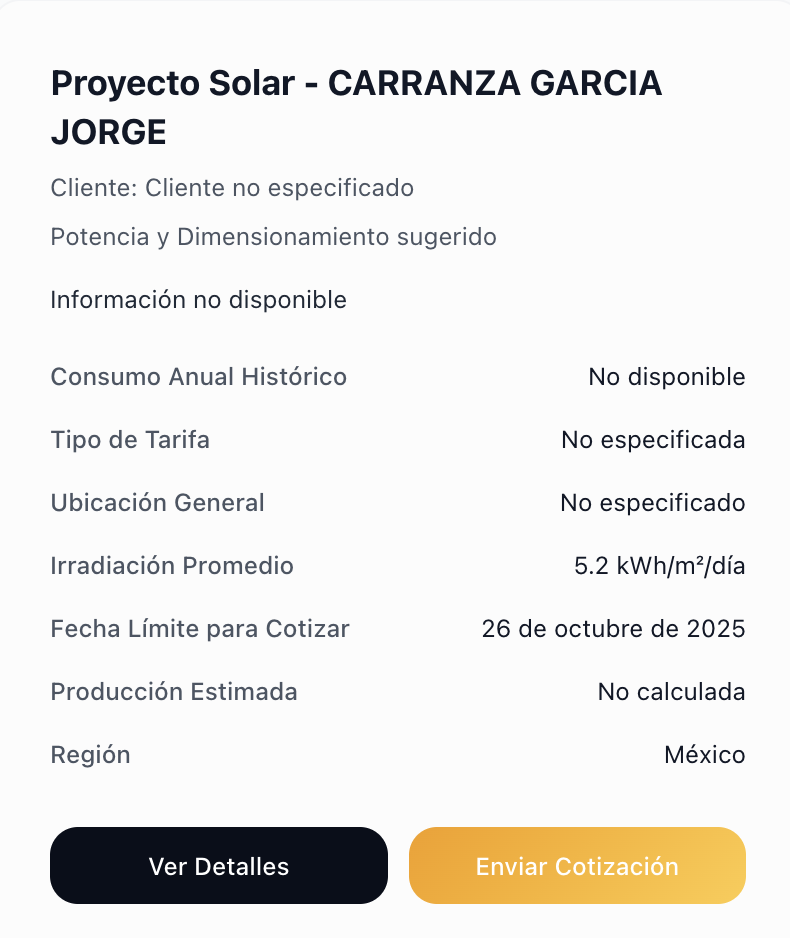 Proyecto Solar - CARRANZA GARCIA
JORGE
Cliente: Cliente no especificado
Potencia y Dimensionamiento sugerido
Información no disponible
Consumo Anual Histórico No disponible
Tipo de Tarifa No especificada
Ubicación General No especificado
Irradiación Promedio 5.2 kWh/m²/día
Fecha Límite para Cotizar 26 de octubre de 2025
Producción Estimada No calculada
Región México
Ver Detalles Enviar Cotización